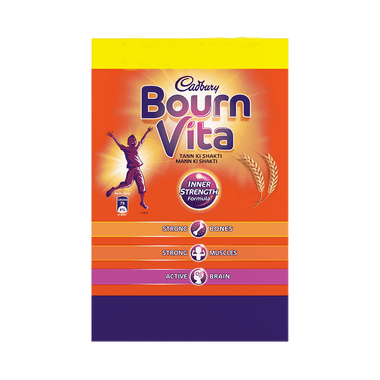 Cadbury
Bourn
Vita
TANN KI SHAKTI
MANN KI SHAKTI
INNER
STRENGTH
Formula
STRONG BONES
STRONG MUSCLES
ACTIVE BRAIN